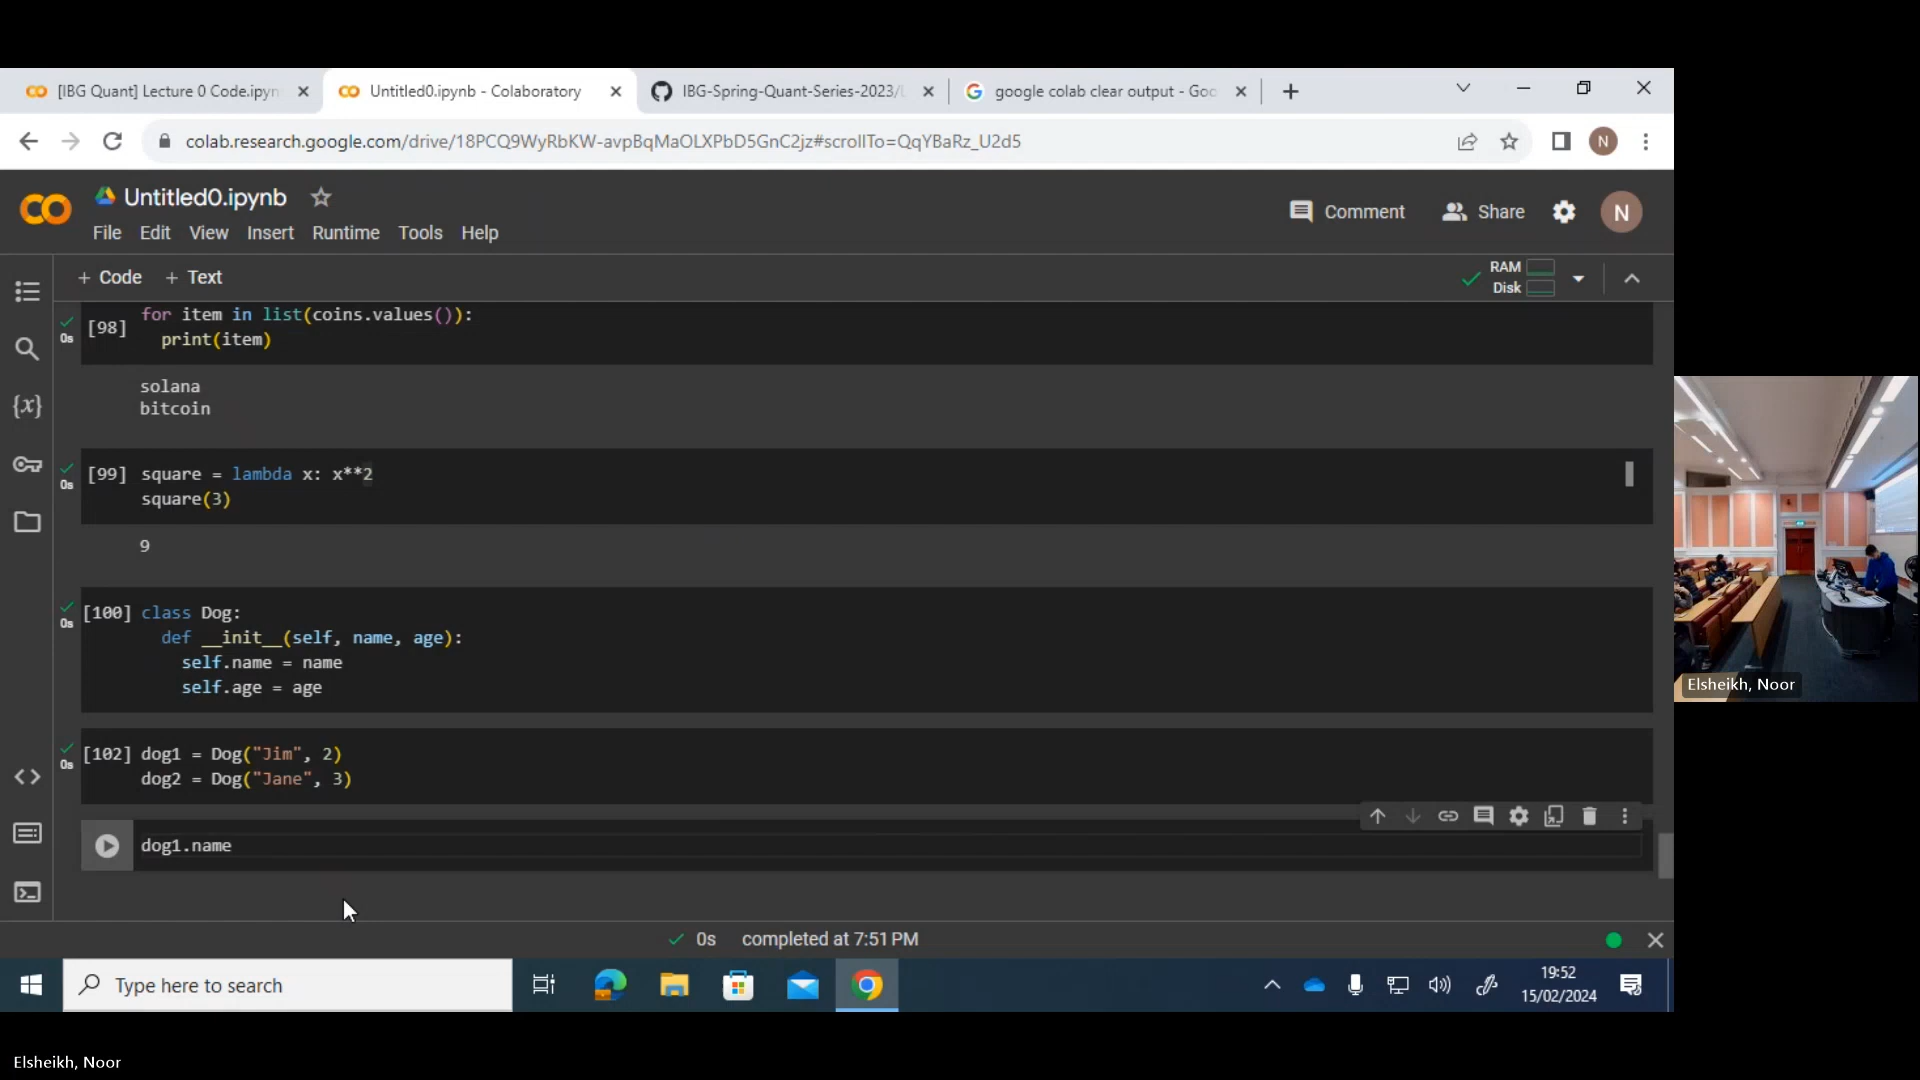 [IBG Quant] Lecture 0 Code.ipyn
Untitled0.ipynb - Colaboratory
IBG-Spring-Quant-Series-2023/L
google colab clear output - Goo
colab.research.google.com/drive/18PCQ9WyRbKW-avpBqMaOLXPbD5GnC2jz#scrollTo=QqYBaRz_U2d5
N
Untitled0.ipynb
File Edit View Insert Runtime Tools Help
Comment
Share
N
+ Code + Text
RAM
Disk
0s
[98]
for item in list(coins.values()):
print(item)
solana
bitcoin
0s
[99] square = lambda x: x**2
square(3)
9
0s
[100] class Dog:
def __init__(self, name, age):
self.name = name
self.age = age
0s
[102] dog1 = Dog("Jim", 2)
dog2 = Dog("Jane", 3)
dog1.name
0s completed at 7:51 PM
Type here to search
19:52
15/02/2024
Elsheikh, Noor
Elsheikh, Noor